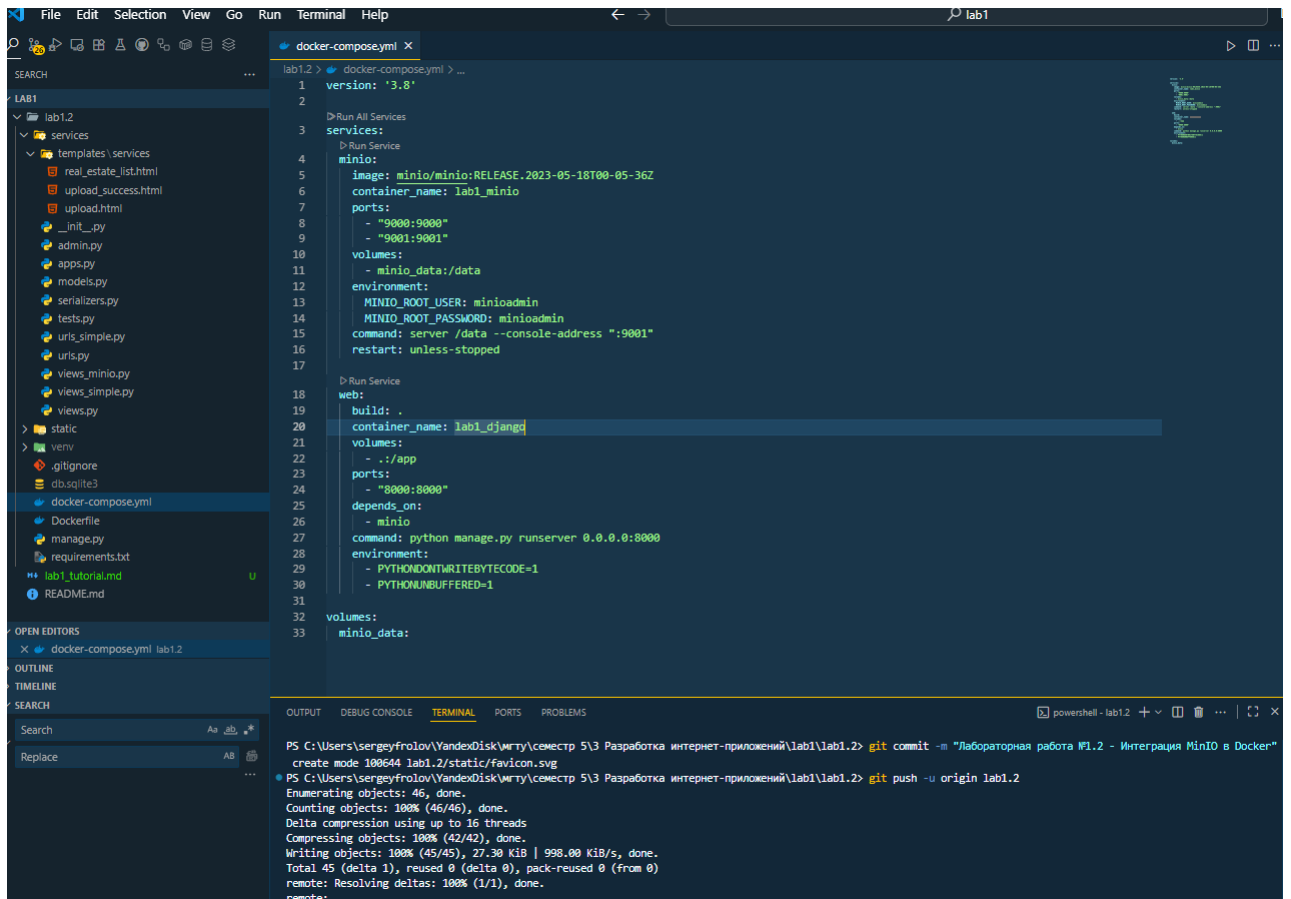 File Edit Selection View Go Run Terminal Help
lab1
26
SEARCH
docker-compose.yml
LAB1
lab1.2
services
templates\services
real_estate_list.html
upload_success.html
upload.html
__init__.py
admin.py
apps.py
models.py
serializers.py
tests.py
urls_simple.py
urls.py
views_minio.py
views_simple.py
views.py
static
venv
.gitignore
db.sqlite3
docker-compose.yml
Dockerfile
manage.py
requirements.txt
lab1_tutorial.md U
README.md
OPEN EDITORS
docker-compose.yml lab1.2
OUTLINE
TIMELINE
SEARCH
Search Aa ab
Replace AB
lab1.2 > docker-compose.yml > ...
1 version: '3.8'
2
Run All Services
3 services:
Run Service
4 minio:
5 image: minio/minio:RELEASE.2023-05-18T00-05-36Z
6 container_name: lab1_minio
7 ports:
8 - "9000:9000"
9 - "9001:9001"
10 volumes:
11 - minio_data:/data
12 environment:
13 MINIO_ROOT_USER: minioadmin
14 MINIO_ROOT_PASSWORD: minioadmin
15 command: server /data --console-address ":9001"
16 restart: unless-stopped
17
Run Service
18 web:
19 build: .
20 container_name: lab1_django
21 volumes:
22 - .:/app
23 ports:
24 - "8000:8000"
25 depends_on:
26 - minio
27 command: python manage.py runserver 0.0.0.0:8000
28 environment:
29 - PYTHONDONTWRITEBYTECODE=1
30 - PYTHONUNBUFFERED=1
31
32 volumes:
33 minio_data:
OUTPUT DEBUG CONSOLE TERMINAL PORTS PROBLEMS
powershell - lab1.2
PS C:\Users\sergeyfrolov\YandexDisk\мгту\семестр 5\3 Разработка интернет-приложений\lab1\lab1.2> git commit -m "Лабораторная работа №1.2 - Интеграция MinIO в Docker"
create mode 100644 lab1.2/static/favicon.svg
PS C:\Users\sergeyfrolov\YandexDisk\мгту\семестр 5\3 Разработка интернет-приложений\lab1\lab1.2> git push -u origin lab1.2
Enumerating objects: 46, done.
Counting objects: 100% (46/46), done.
Delta compression using up to 16 threads
Compressing objects: 100% (42/42), done.
Writing objects: 100% (45/45), 27.30 KiB | 998.00 KiB/s, done.
Total 45 (delta 1), reused 0 (delta 0), pack-reused 0 (from 0)
remote: Resolving deltas: 100% (1/1), done.
remote: